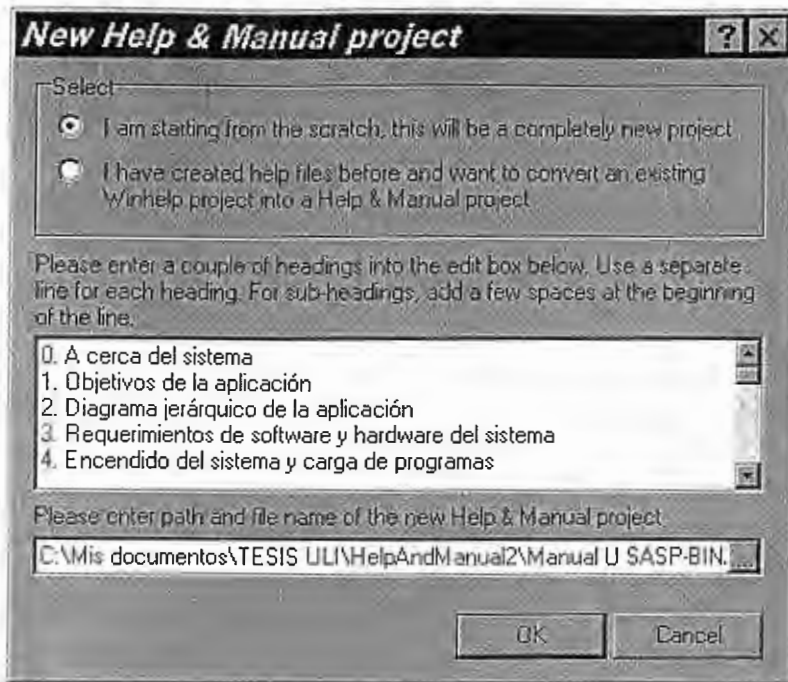 New Help & Manual project
Select
I am starting from the scratch, this will be a completely new project
I have created help files before and want to convert an existing
Winhelp project into a Help & Manual project
Please enter a couple of headings into the edit box below. Use a separate
line for each heading. For sub-headings, add a few spaces at the beginning
of the line.
0. A cerca del sistema
1. Objetivos de la aplicación
2. Diagrama jerárquico de la aplicación
3. Requerimientos de software y hardware del sistema
4. Encendido del sistema y carga de programas
Please enter path and file name of the new Help & Manual project
C:\Mis documentos\TESIS ULI\HelpAndManual2\Manual U SASP-BIN. ...
OK Cancel